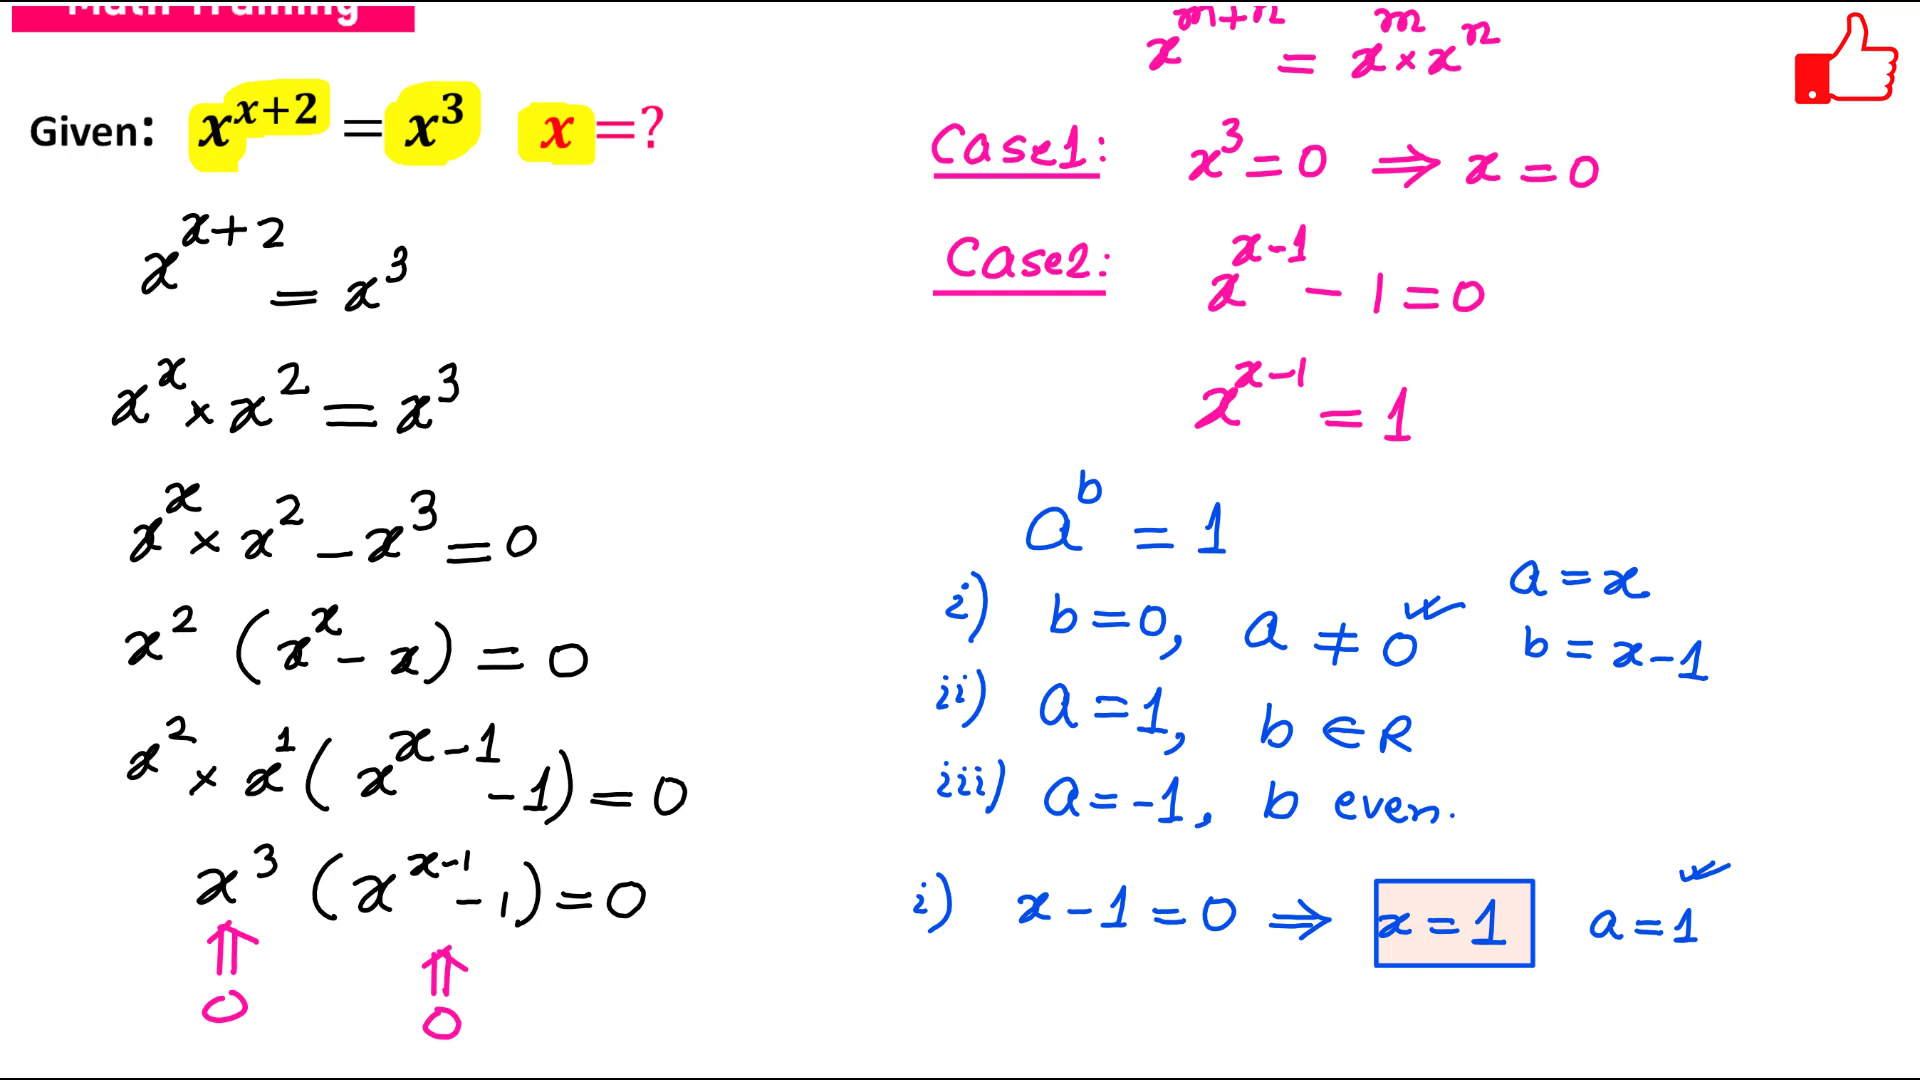 Math Training
Given: x^{x+2} = x^3 x=?
x^{x+2} = x^3
x^x × x^2 = x^3
x^x × x^2 – x^3 = 0
x^2 (x^x – x) = 0
x^2 × x^1 (x^{x-1} - 1) = 0
x^3 (x^{x-1} - 1) = 0
⇑ ⇑
0 0
x^{m+n} = x^m × x^n
Case1: x^3 = 0 ⇒ x = 0
Case2: x^{x-1} – 1 = 0
x^{x-1} = 1
a^b = 1
i) b = 0, a ≠ 0 ✓✓ a = x
b = x-1
ii) a = 1, b ∈ R
iii) a = -1, b even.
i) x - 1 = 0 ⇒ x = 1 a = 1 ✓✓